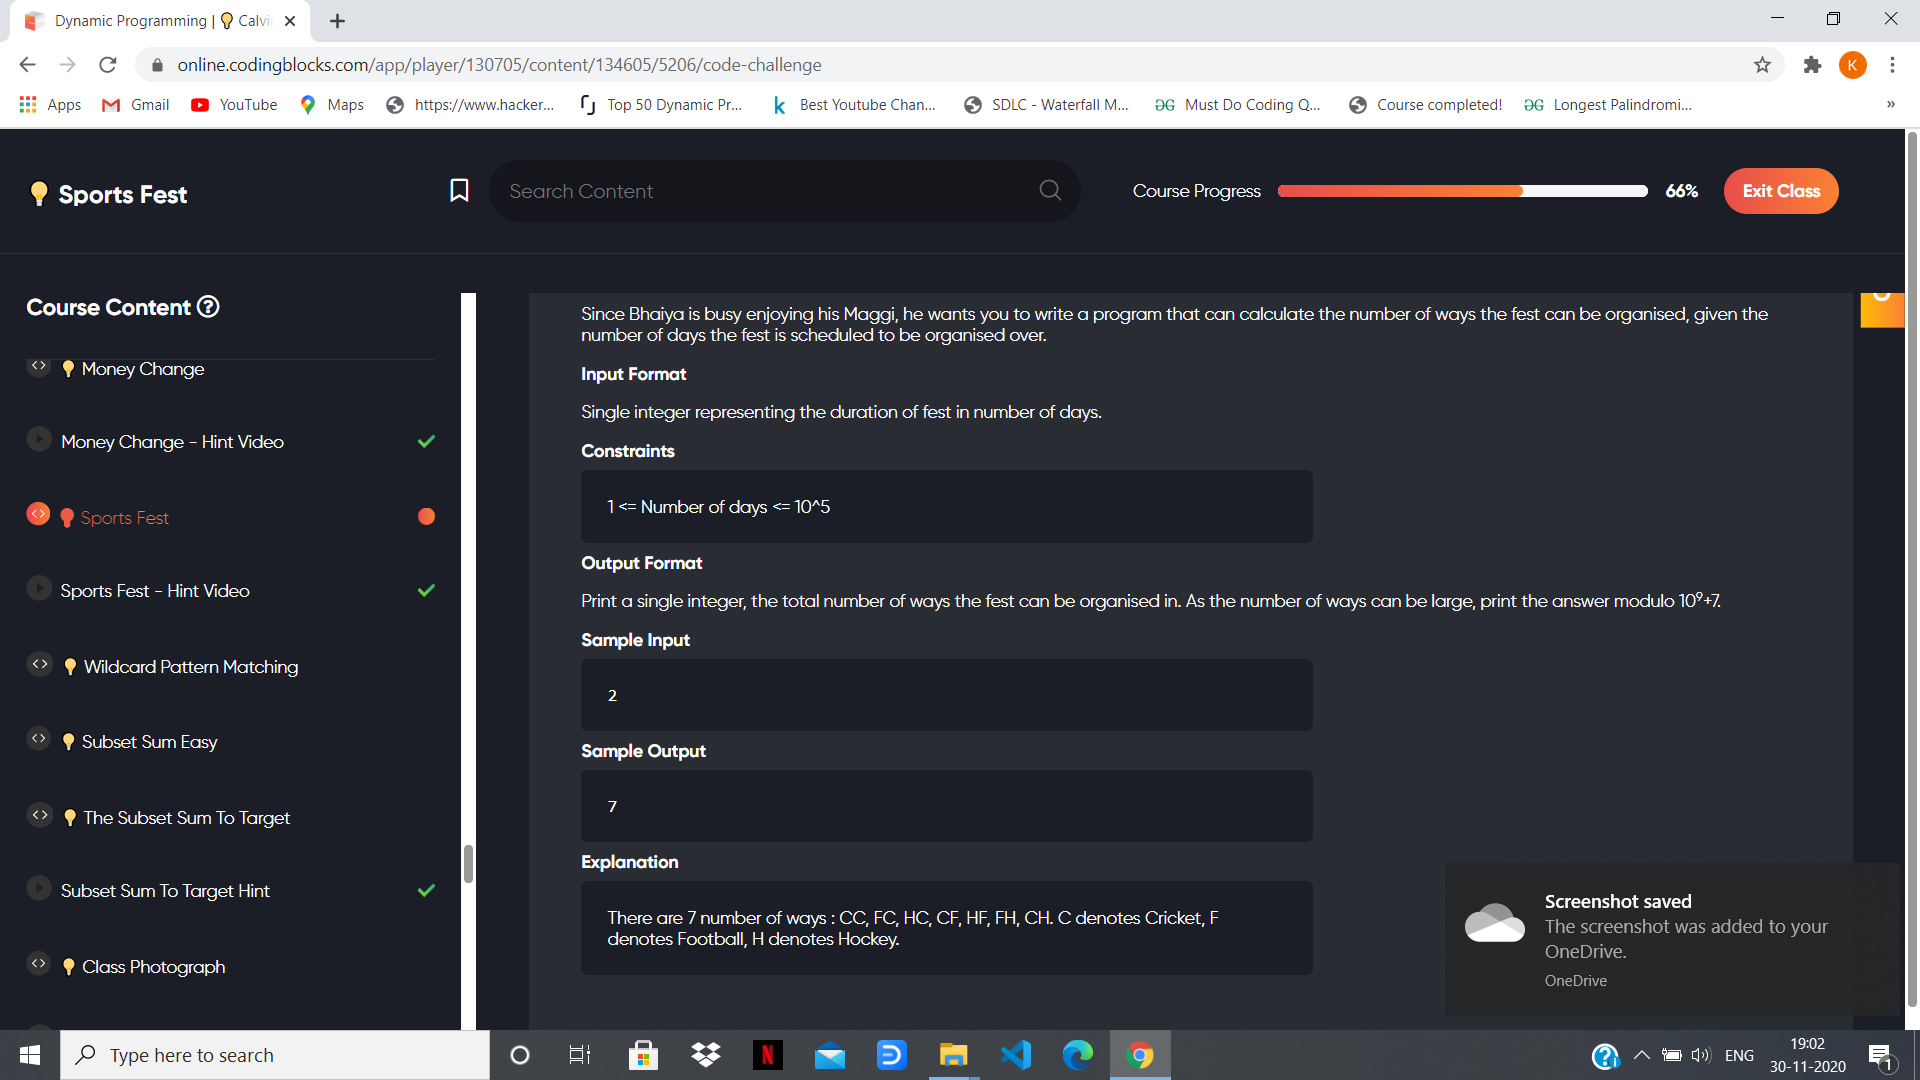 Dynamic Programming | 💡 Calvi
online.codingblocks.com/app/player/130705/content/134605/5206/code-challenge
K
Apps
Gmail
YouTube
Maps
https://www.hacker...
Top 50 Dynamic Pr...
Best Youtube Chan...
SDLC - Waterfall M...
Must Do Coding Q...
Course completed!
Longest Palindromi...
»
💡 Sports Fest
Search Content
Course Progress
66%
Exit Class
Course Content
Money Change
Money Change - Hint Video
Sports Fest
Sports Fest - Hint Video
Wildcard Pattern Matching
Subset Sum Easy
The Subset Sum To Target
Subset Sum To Target Hint
Class Photograph
Since Bhaiya is busy enjoying his Maggi, he wants you to write a program that can calculate the number of ways the fest can be organised, given the
number of days the fest is scheduled to be organised over.
Input Format
Single integer representing the duration of fest in number of days.
Constraints
1 <= Number of days <= 10^5
Output Format
Print a single integer, the total number of ways the fest can be organised in. As the number of ways can be large, print the answer modulo 10⁹+7.
Sample Input
2
Sample Output
7
Explanation
There are 7 number of ways : CC, FC, HC, CF, HF, FH, CH. C denotes Cricket, F
denotes Football, H denotes Hockey.
Screenshot saved
The screenshot was added to your
OneDrive.
OneDrive
Type here to search
N
ENG
19:02
30-11-2020
1